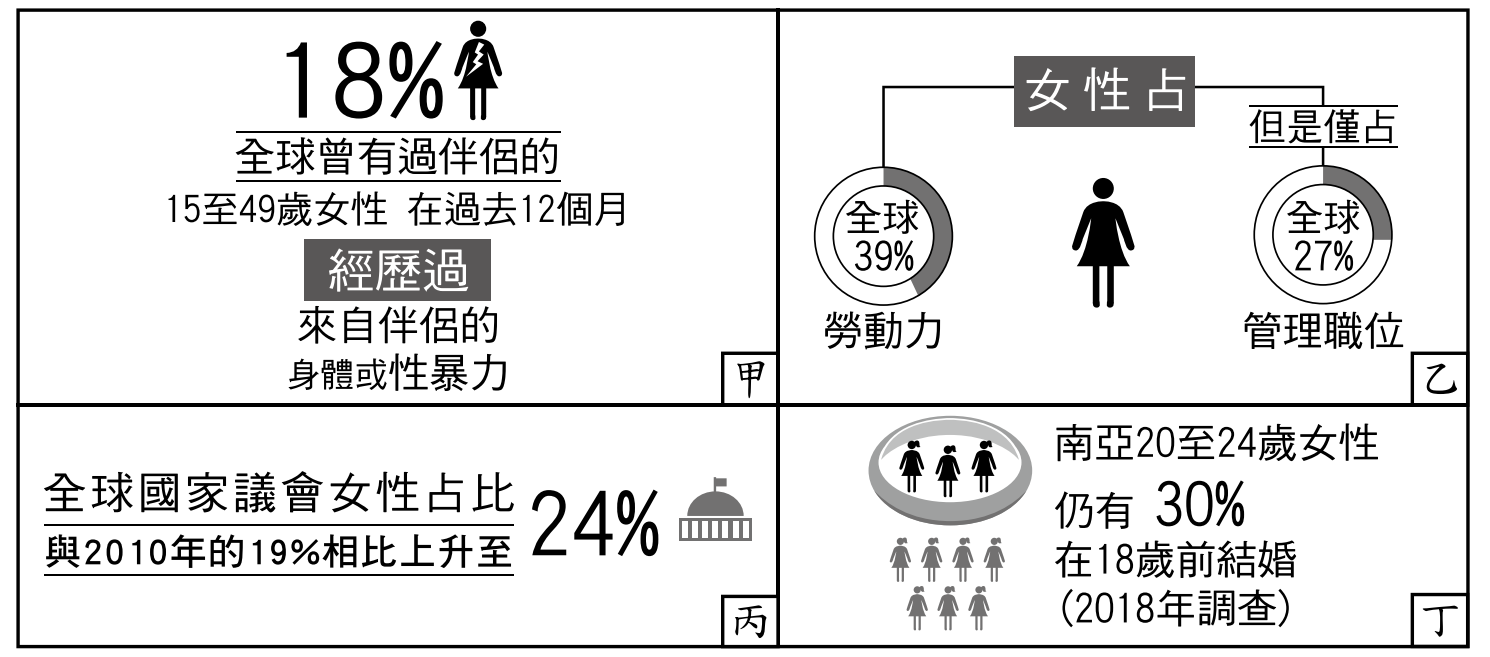 18%
全球曾有過伴侶的
15至49歲女性 在過去12個月
經歷過
來自伴侶的
身體或性暴力
甲
女性占
但是僅占
全球
39%
勞動力
全球
27%
管理職位
乙
全球國家議會女性占比
與2010年的19%相比上升至
24%
丙
南亞20至24歲女性
仍有 30%
在18歲前結婚
(2018年調查)
丁